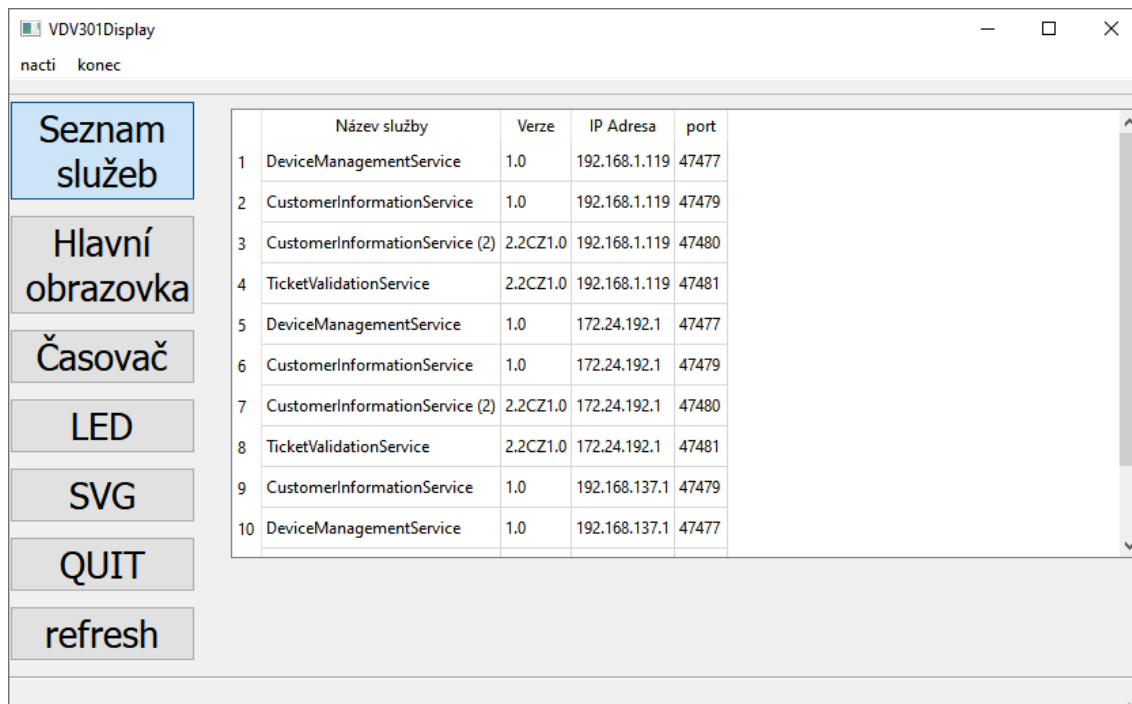 VDV301Display
nacti konec
Seznam
služeb
Hlavní
obrazovka
Časovač
LED
SVG
QUIT
refresh
Název služby Verze IP Adresa port
1 DeviceManagementService 1.0 192.168.1.119 47477
2 CustomerInformationService 1.0 192.168.1.119 47479
3 CustomerInformationService (2) 2.2CZ1.0 192.168.1.119 47480
4 TicketValidationService 2.2CZ1.0 192.168.1.119 47481
5 DeviceManagementService 1.0 172.24.192.1 47477
6 CustomerInformationService 1.0 172.24.192.1 47479
7 CustomerInformationService (2) 2.2CZ1.0 172.24.192.1 47480
8 TicketValidationService 2.2CZ1.0 172.24.192.1 47481
9 CustomerInformationService 1.0 192.168.137.1 47479
10 DeviceManagementService 1.0 192.168.137.1 47477